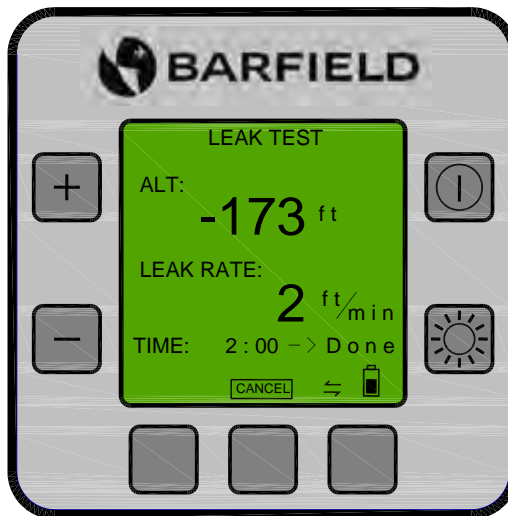 BARFIELD
LEAK TEST
ALT:
-173 ft
LEAK RATE:
2 ft/min
TIME: 2:00 -> Done
CANCEL ⇆